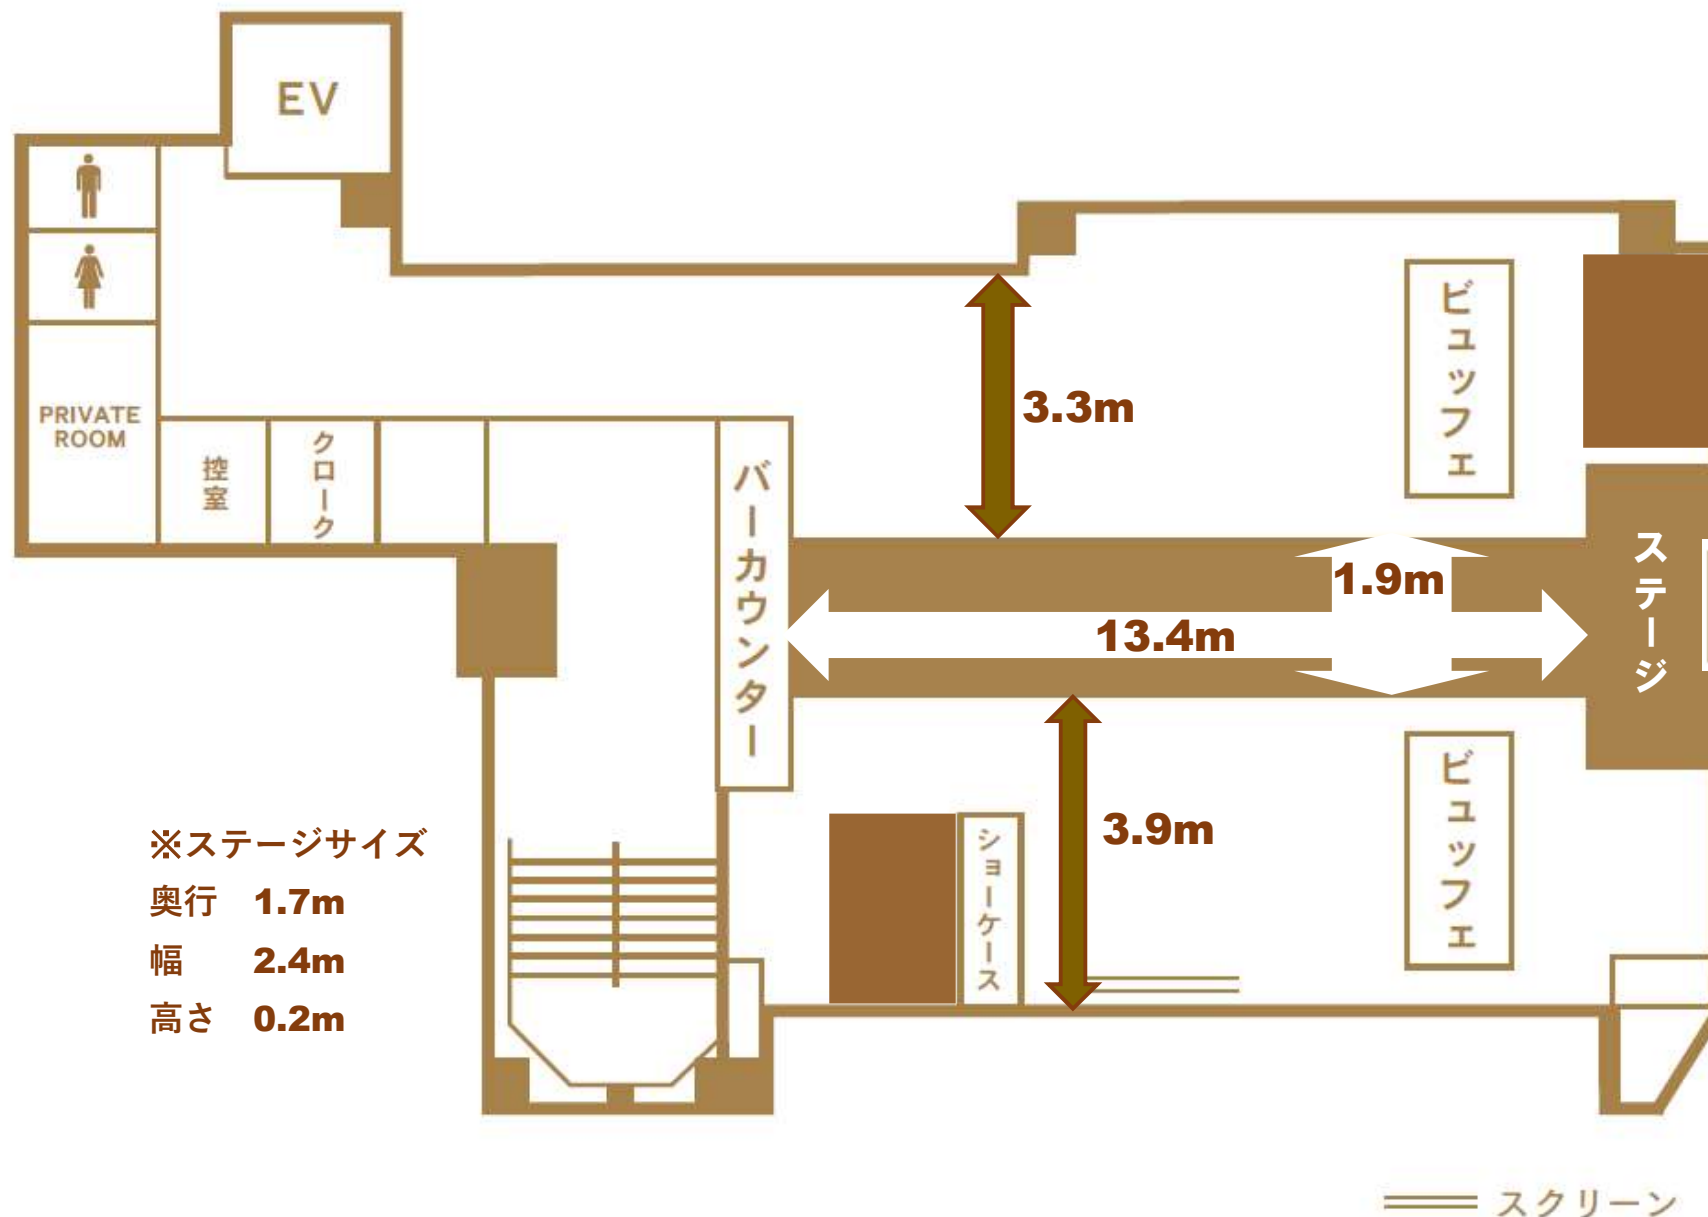 EV
PRIVATE
ROOM
控室
クローク
バーカウンター
3.3m
ビュッフェ
1.9m
13.4m
ステージ
3.9m
ショーケース
ビュッフェ
※ステージサイズ
奥行 1.7m
幅 2.4m
高さ 0.2m
スクリーン